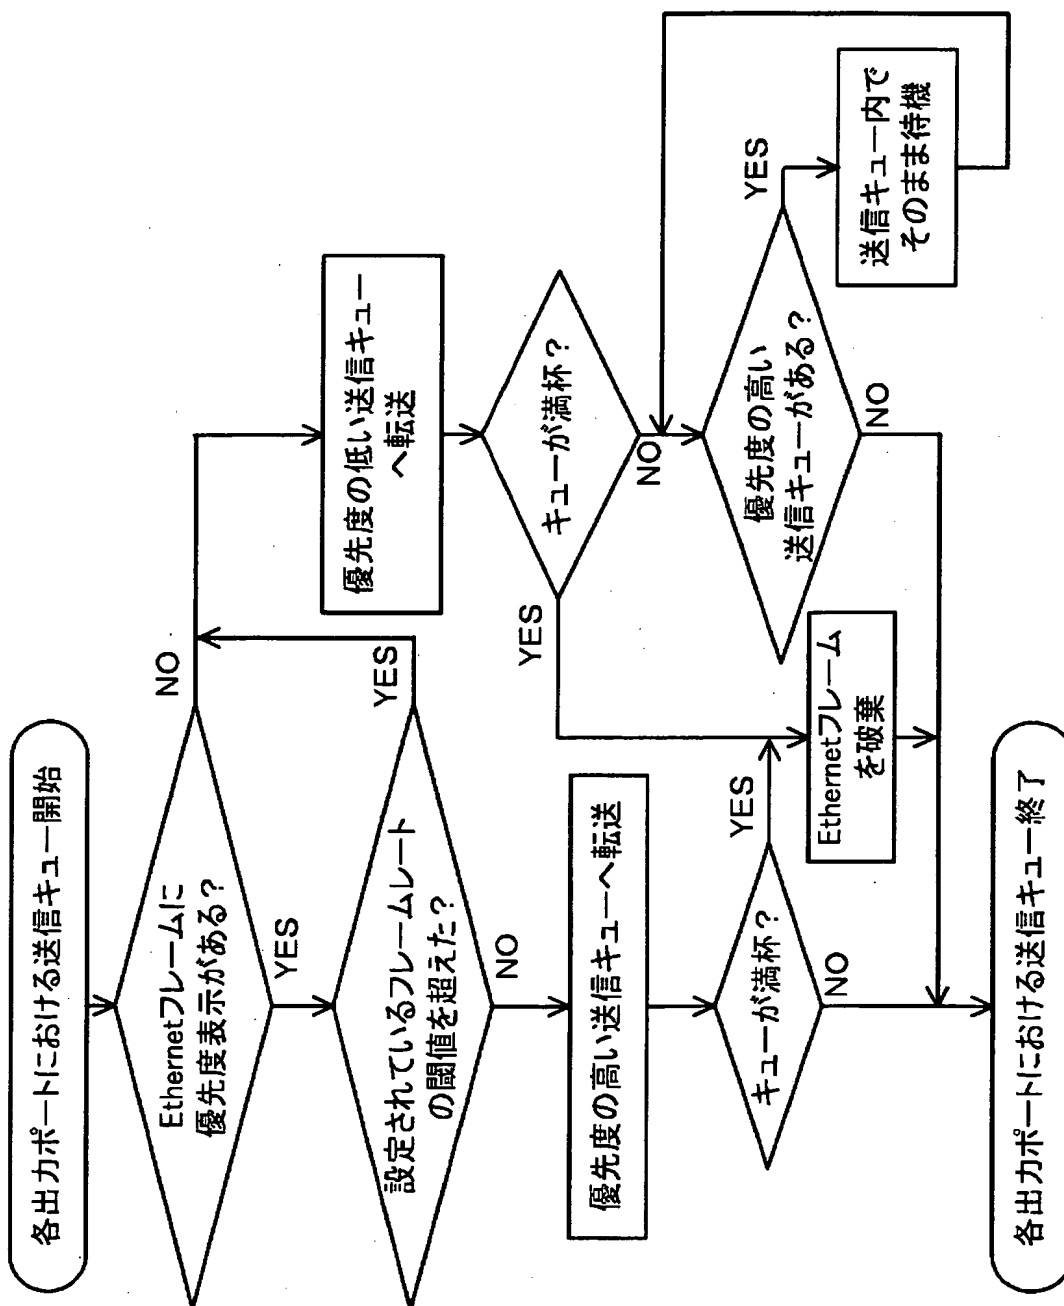 各出力ポートにおける送信キュー開始
Ethernetフレームに
優先度表示がある?
NO
YES
設定されているフレームレート
の閾値を超えた?
YES
NO
優先度の高い送信キューへ転送
キューが満杯?
YES
NO
優先度の低い送信キュー
へ転送
キューが満杯?
YES
NO
優先度の高い
送信キューがある?
YES
NO
送信キュー内で
そのまま待機
Ethernetフレーム
を破棄
各出力ポートにおける送信キュー終了